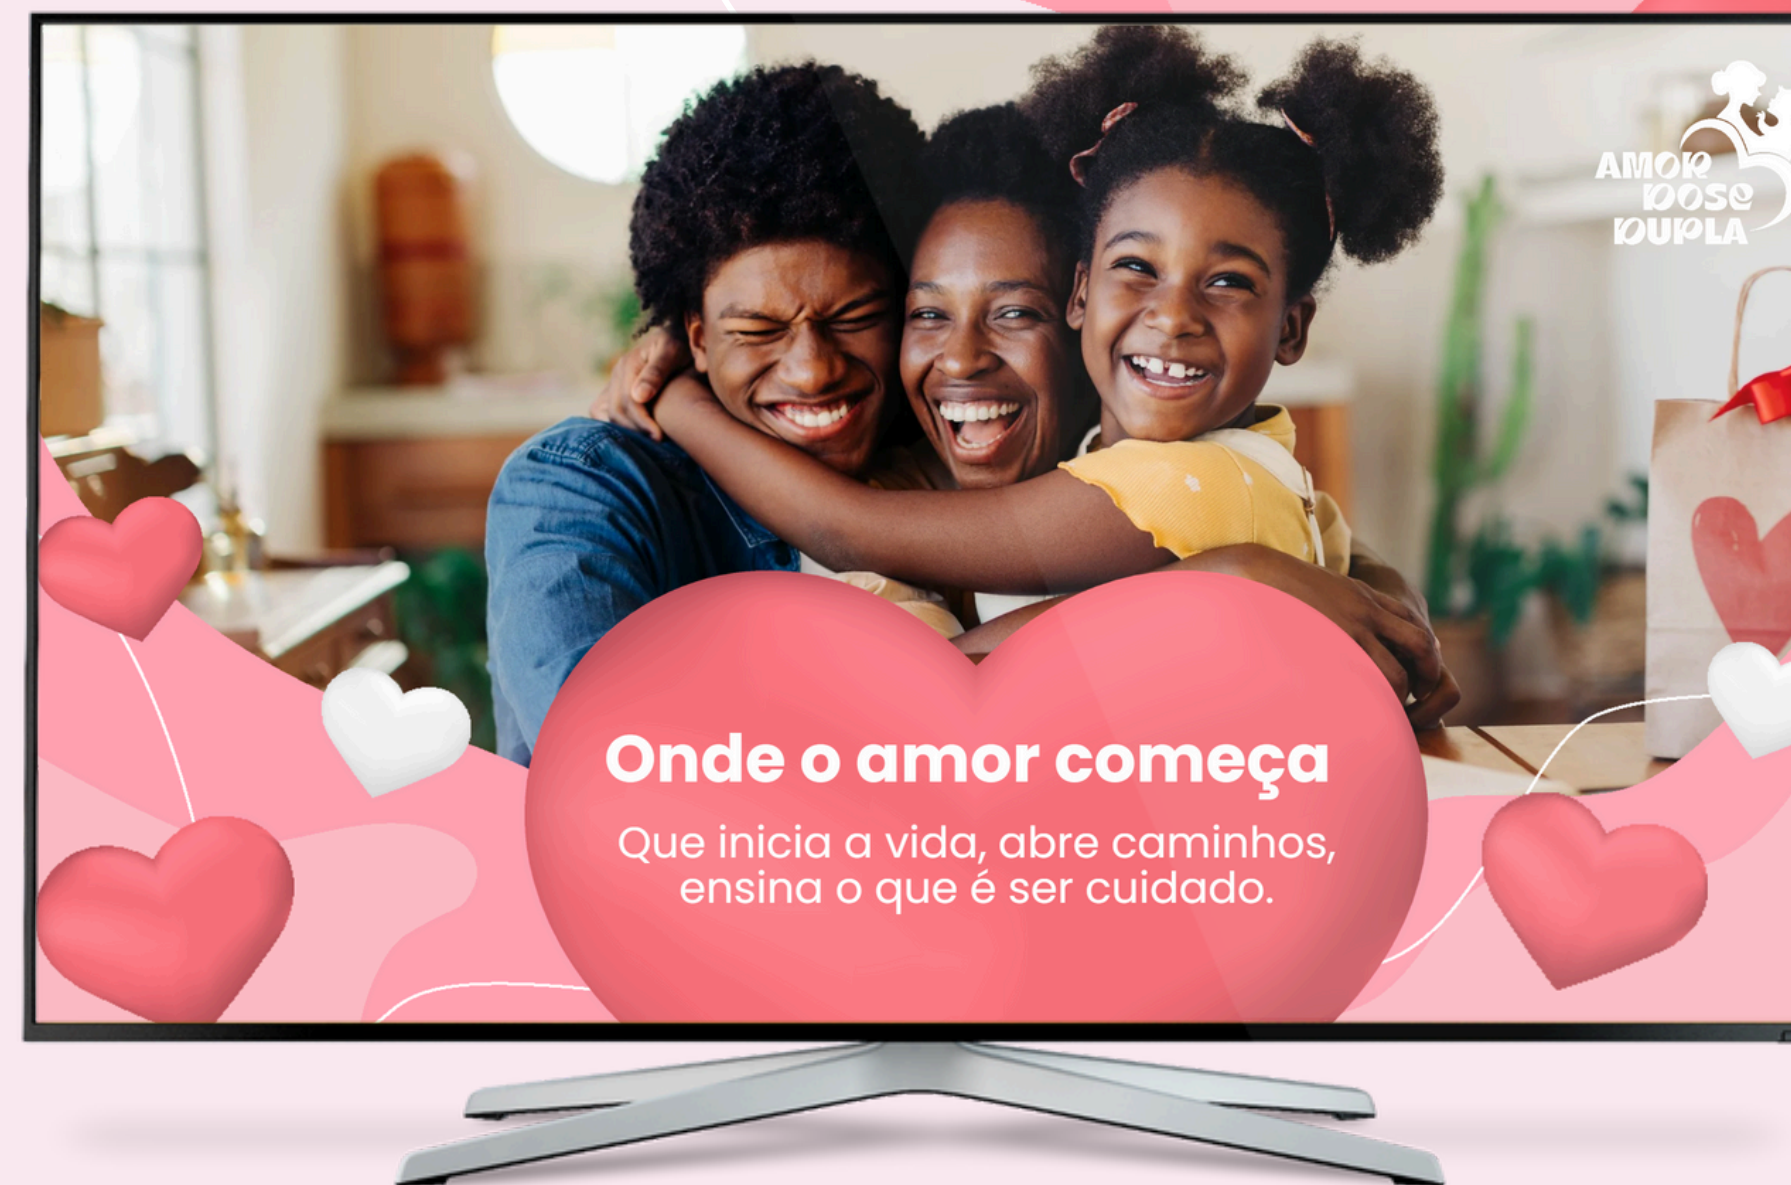 AMOR
DOSE
DUPLA
Onde o amor começa
Que inicia a vida, abre caminhos,
ensina o que é ser cuidado.